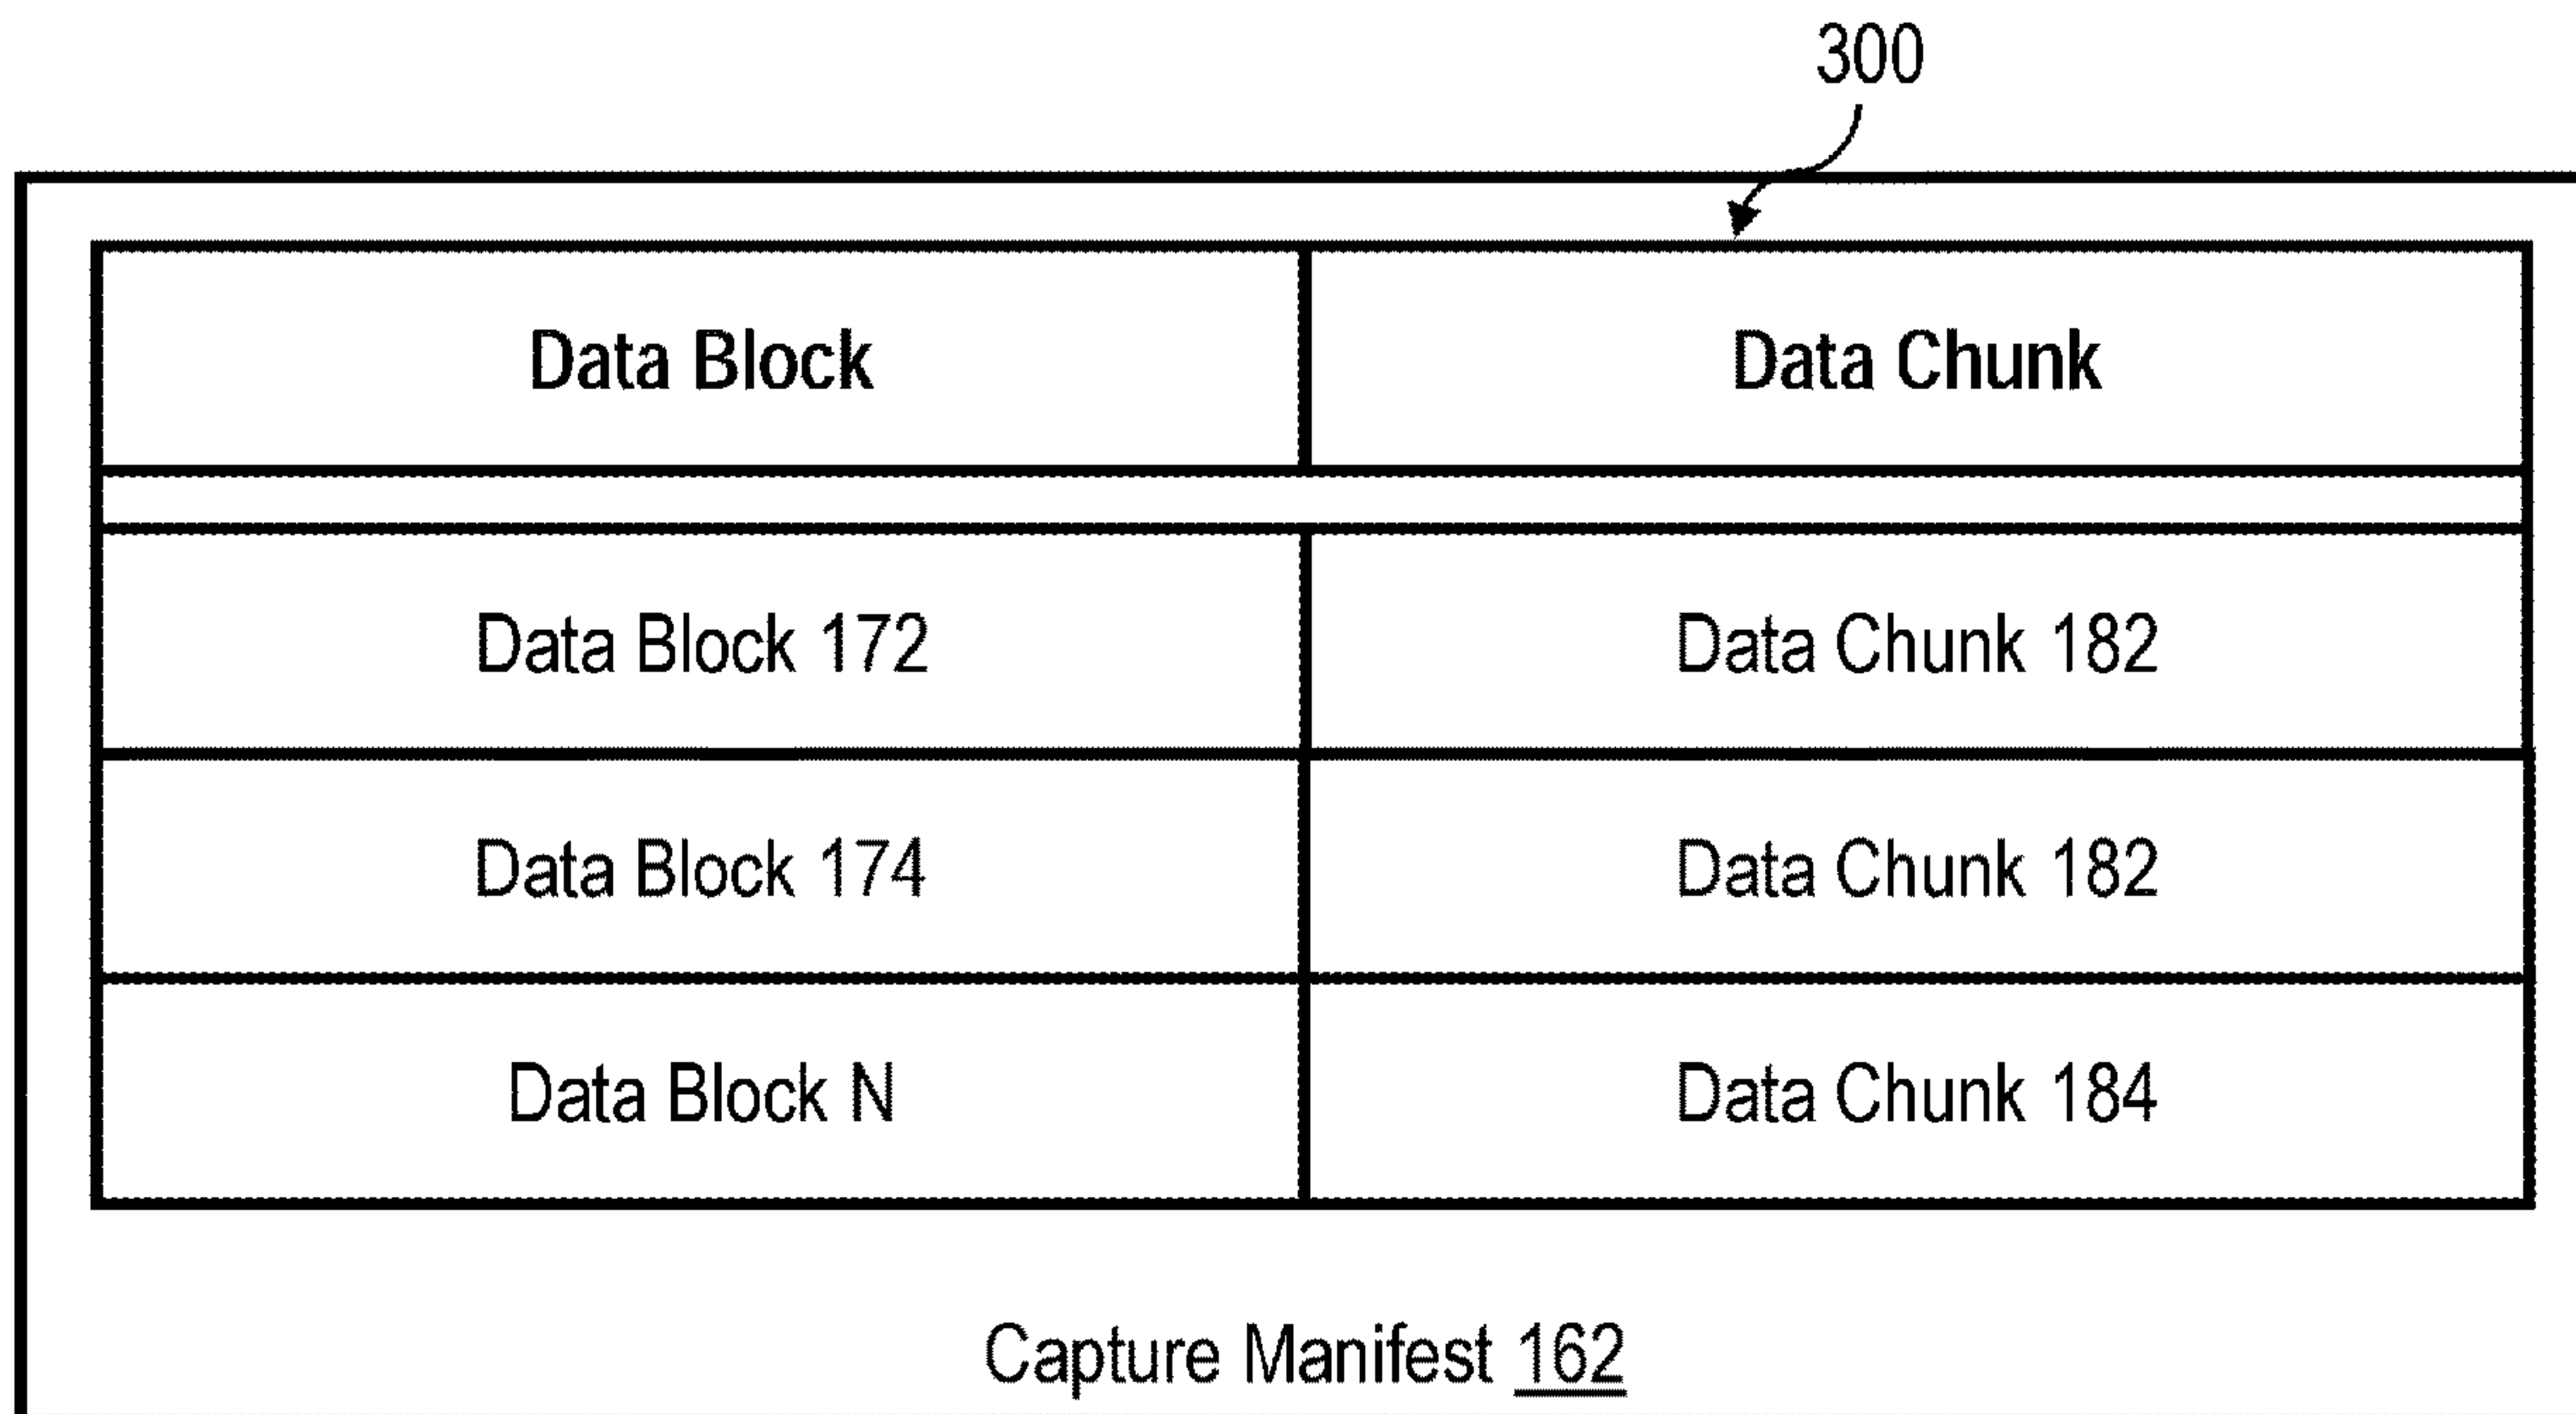 300
Data Block Data Chunk
Data Block 172 Data Chunk 182
Data Block 174 Data Chunk 182
Data Block N Data Chunk 184
Capture Manifest 162